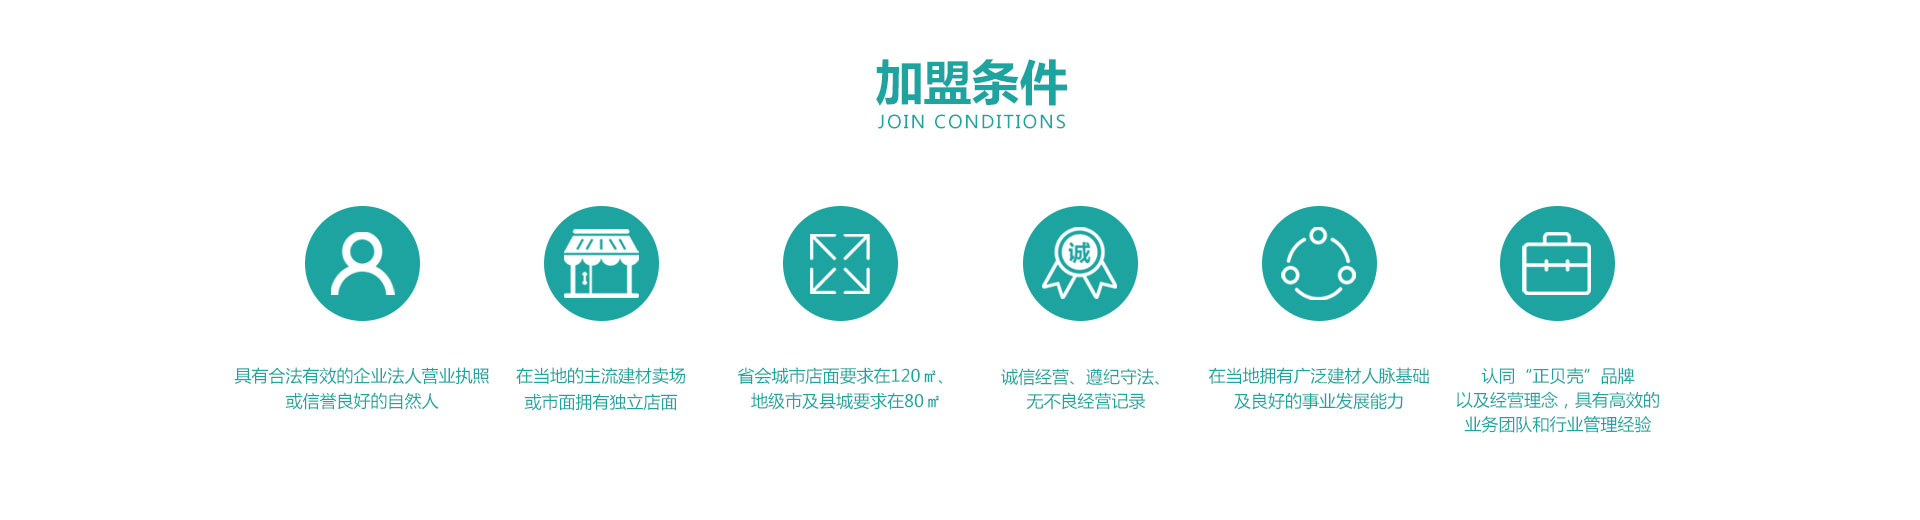 加盟条件
JOIN CONDITIONS
诚
具有合法有效的企业法人营业执照
或信誉良好的自然人
在当地的主流建材卖场
或市面拥有独立店面
省会城市店面要求在120㎡、
地级市及县城要求在80㎡
诚信经营、遵纪守法、
无不良经营记录
在当地拥有广泛建材人脉基础
及良好的事业发展能力
认同“正贝壳”品牌
以及经营理念，具有高效的
业务团队和行业管理经验